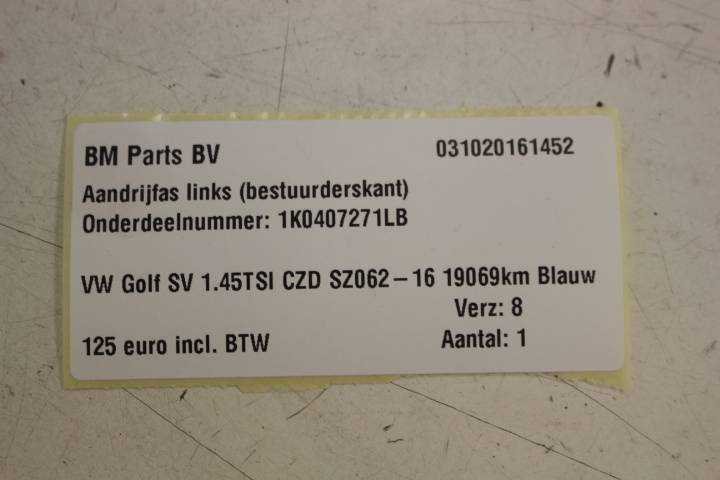 BM Parts BV 031020161452
Aandrijfas links (bestuurderskant)
Onderdeelnummer: 1K0407271LB
VW Golf SV 1.45TSI CZD SZ062-16 19069km Blauw
Verz: 8
125 euro incl. BTW Aantal: 1